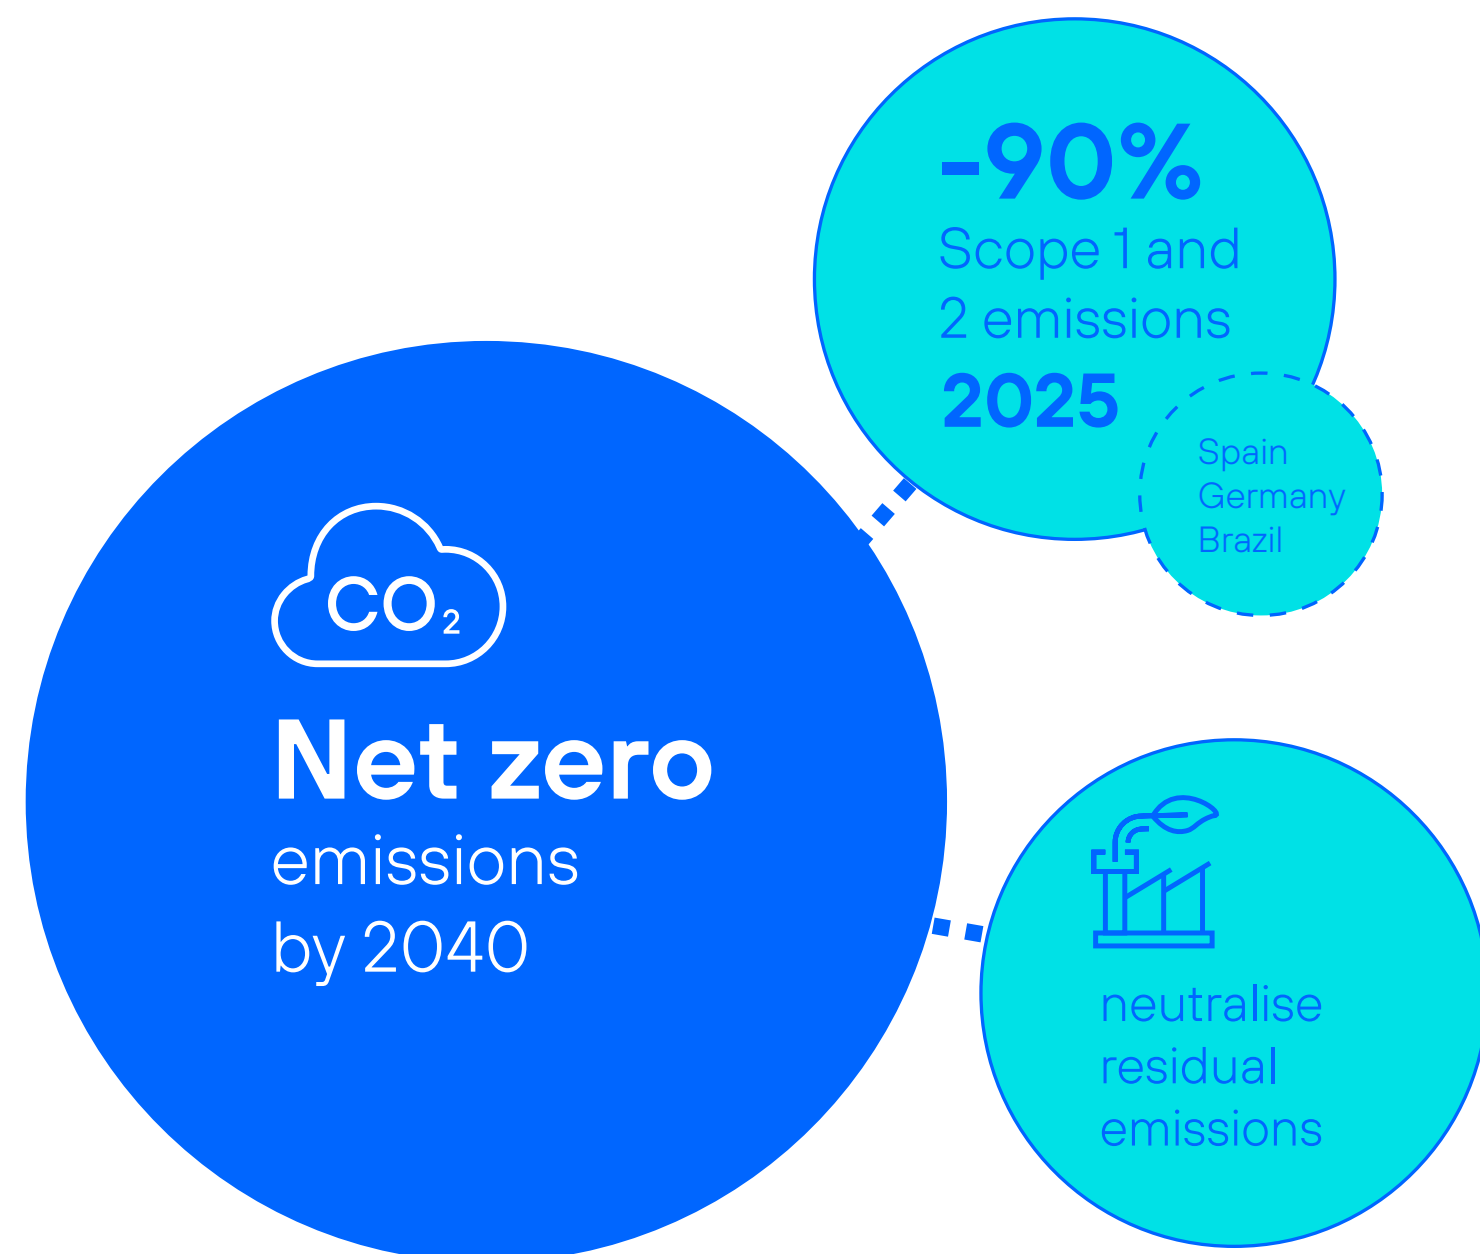 CO₂
Net zero
emissions
by 2040
-90%
Scope 1 and
2 emissions
2025
Spain
Germany
Brazil
neutralise
residual
emissions